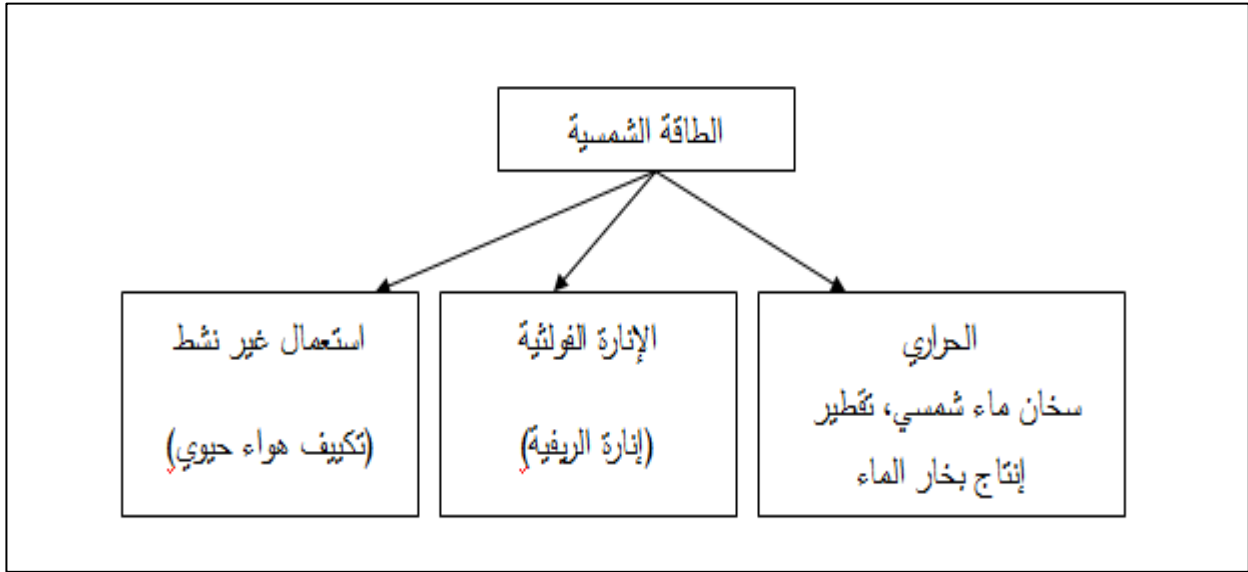 الطاقة الشمسية
الحراري
سخان ماء شمسي، تقطير
إنتاج بخار الماء
الإنارة الفولثية
(إنارة الريفية)
استعمال غير نشط
(تكييف هواء حيوي)